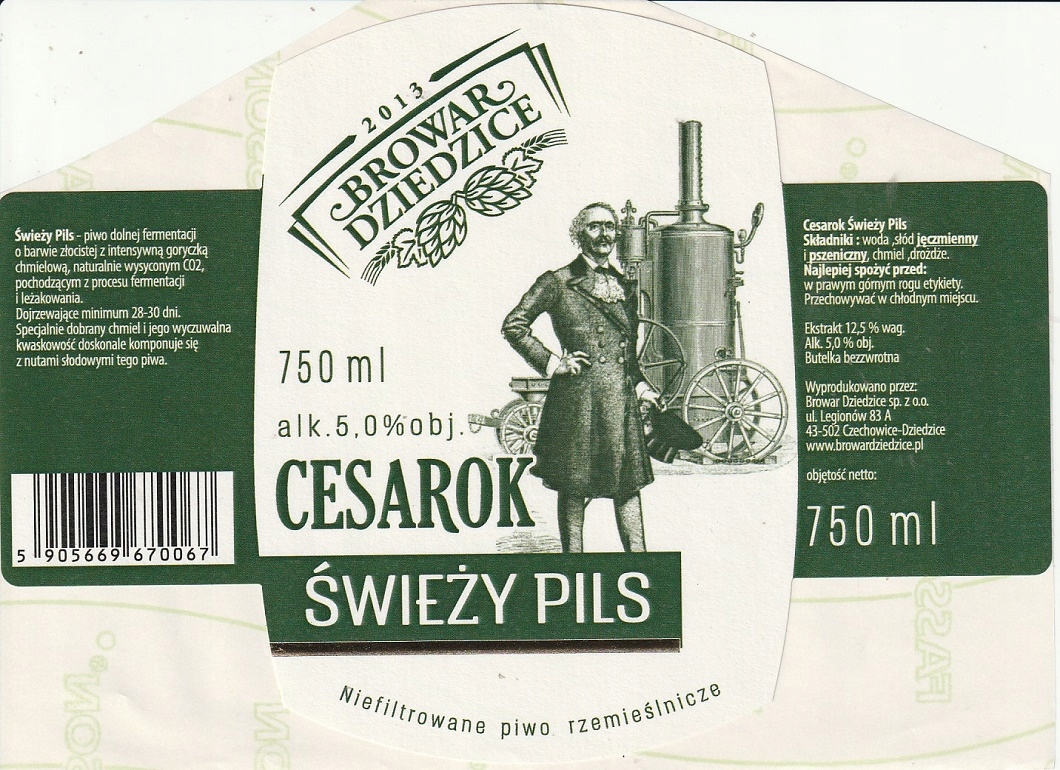 Świeży Pils - piwo dolnej fermentacji
o barwie złocistej z intensywną goryczką
chmielową, naturalnie wysyconym CO2,
pochodzącym z procesu fermentacji
i leżakowania.
Dojrzewające minimum 28-30 dni.
Specjalnie dobrany chmiel i jego wyczuwalna
kwaskowość doskonale komponuje się
z nutami słodowymi tego piwa.
5 905669 670067
2013
BROWAR
DZIEDZICE
750 ml
alk.5,0%obj.
CESAROK
ŚWIEŻY PILS
Niefiltrowane piwo rzemieślnicze
Cesarok Świeży Pils
Składniki : woda ,słód jęczmienny
i pszeniczny, chmiel ,drożdże.
Najlepiej spożyć przed:
w prawym górnym rogu etykiety.
Przechowywać w chłodnym miejscu.
Ekstrakt 12,5 % wag.
Alk. 5,0 % obj.
Butelka bezzwrotna
Wyprodukowano przez:
Browar Dziedzice sp. z o.o.
ul. Legionów 83 A
43-502 Czechowice-Dziedzice
www.browardziedzice.pl
objętość netto:
750 ml